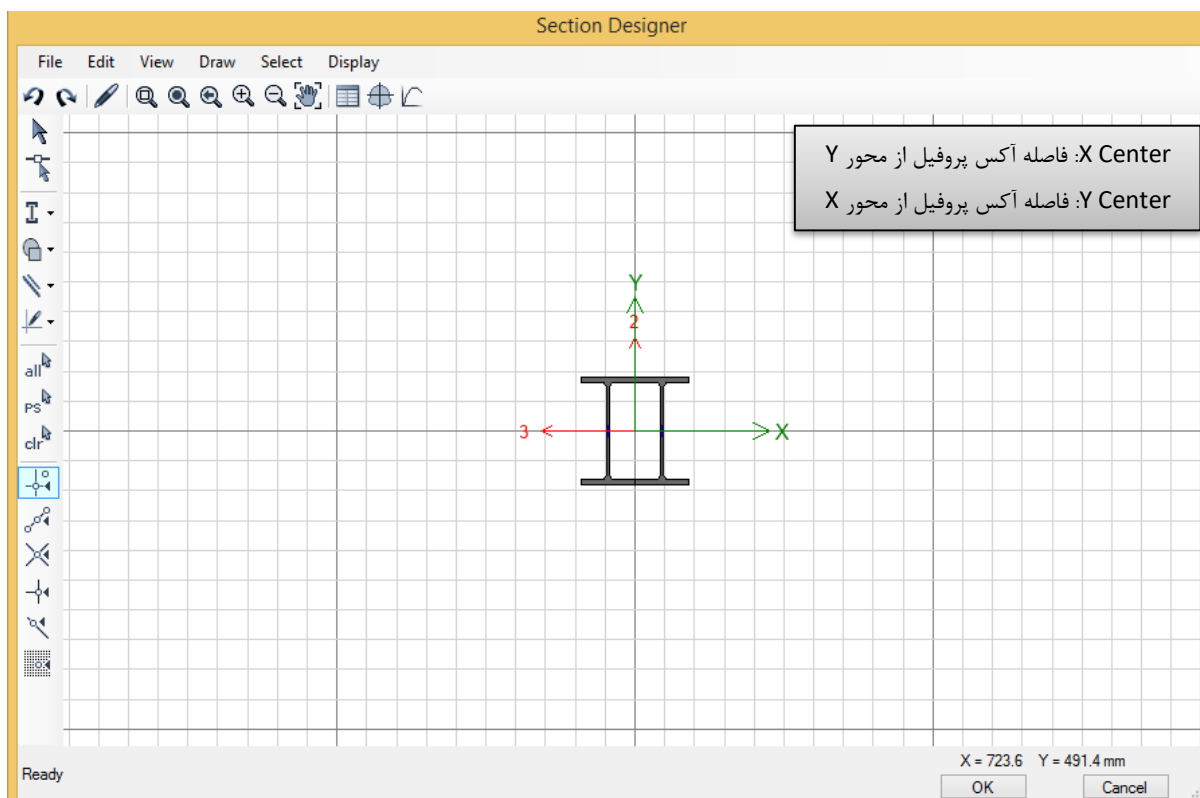 Section Designer
File Edit View Draw Select Display
X Center: فاصله آکس پروفیل از محور Y
Y Center: فاصله آکس پروفیل از محور X
all
PS
clr
Y
2
3
X
X = 723.6 Y = 491.4 mm
Ready
OK Cancel